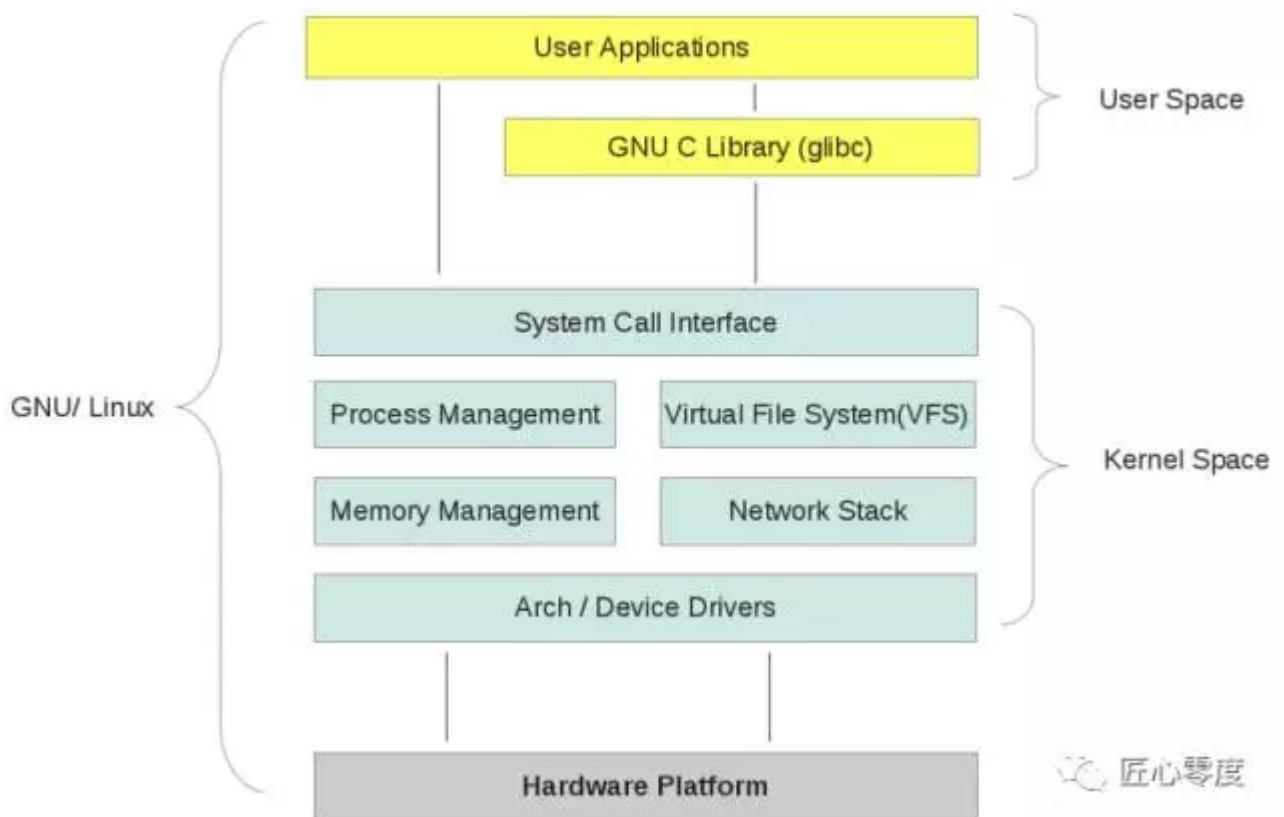 User Applications
User Space
GNU C Library (glibc)
System Call Interface
GNU/ Linux
Process Management
Virtual File System(VFS)
Kernel Space
Memory Management
Network Stack
Arch / Device Drivers
Hardware Platform
匠心零度